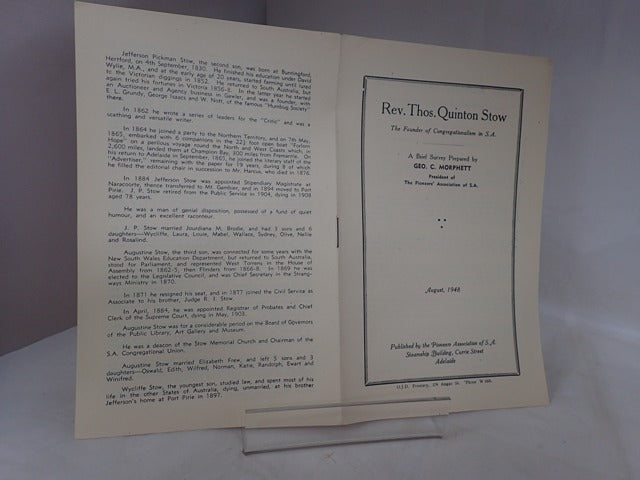 Jefferson Pickman Stow, the second son, was born at Buntingford,
Hertford, on 4th September, 1830. He finished his education under David
Wylie, M.A., and at the early age of 20 years, started farming until lured
to the Victorian diggings in 1852. He returned to South Australia, but
again tried his fortunes in Victoria 1856-8. In the latter year he started
an Auctioneer and Agency business in Gawler, and was a founder, with
E. L. Grundy, George Isaacs and W. Nott, of the famous "Humbug Society"
there.
In 1862 he wrote a series of leaders for the "Critic" and was a
scathing and versatile writer.
In 1864 he joined a party to the Northern Territory, and on 7th May,
1865, embarked with 6 companions in the 22½ foot open boat "Forlorn
Hope" on a perilous voyage round the North and West Coasts which, in
2,600 miles, landed them at Champion Bay, 300 miles from Fremantle. On
his return to Adelaide in September, 1865, he joined the literary staff of the
"Advertiser," remaining with the paper for 19 years, during 8 of which
he filled the editorial chair in succession to Mr. Harcus, who died in 1876.
In 1884 Jefferson Stow was appointed Stipendiary Magistrate at
Naracoorte, thence transferred to Mt. Gambier, and in 1894 moved to Port
Pirie. J. P. Stow retired from the Public Service in 1904, dying in 1908
aged 78 years.
He was a man of genial disposition, possessed of a fund of quiet
humour, and an excellent raconteur.
J. P. Stow married Jourdiana M. Brodie, and had 3 sons and 6
daughters—Wycliffe, Laura, Louie, Mabel, Wallace, Sydney, Olive, Nellie
and Rosalind.
Augustine Stow, the third son, was connected for some years with the
New South Wales Education Department, but returned to South Australia,
stood for Parliament, and represented West Torrens in the House of
Assembly from 1862-5, then Flinders from 1866-8. In 1869 he was
elected to the Legislative Council, and was Chief Secretary in the Strang-
ways Ministry in 1870.
In 1871 he resigned his seat, and in 1877 joined the Civil Service as
Associate to his brother, Judge R. I. Stow.
In April, 1884, he was appointed Registrar of Probates and Chief
Clerk of the Supreme Court, dying in May, 1903.
Augustine Stow was for a considerable period on the Board of Governors
of the Public Library, Art Gallery and Museum.
He was a deacon of the Stow Memorial Church and Chairman of the
S.A. Congregational Union.
Augustine Stow married Elizabeth Frew, and left 5 sons and 3
daughters—Oswald, Edith, Wilfred, Norman, Katie, Randolph, Ewart and
Winifred.
Wycliffe Stow, the youngest son, studied law, and spent most of his
life in the other States of Australia, dying, unmarried, at his brother
Jefferson's home at Port Pirie in 1897.
Rev. Thos. Quinton Stow
The Founder of Congregationalism in S.A.
A Brief Survey Prepared by
GEO. C. MORPHETT
President of
The Pioneers' Association of S.A.
August, 1948
Published by the Pioneers Association of S.A.
Steamship Building, Currie Street
Adelaide